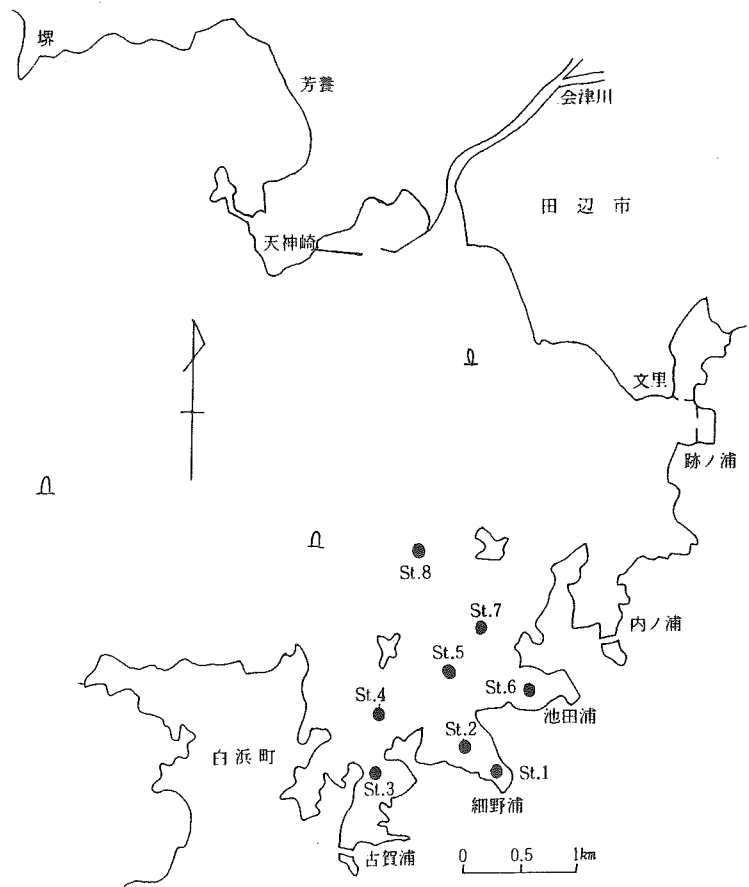 堺
芳養
会津川
田辺市
天神崎
文里
跡ノ浦
St.8
St.7
内ノ浦
St.5
St.6
St.4
池田浦
St.2
白浜町
St.1
St.3
細野浦
古賀浦
0 0.5 1km